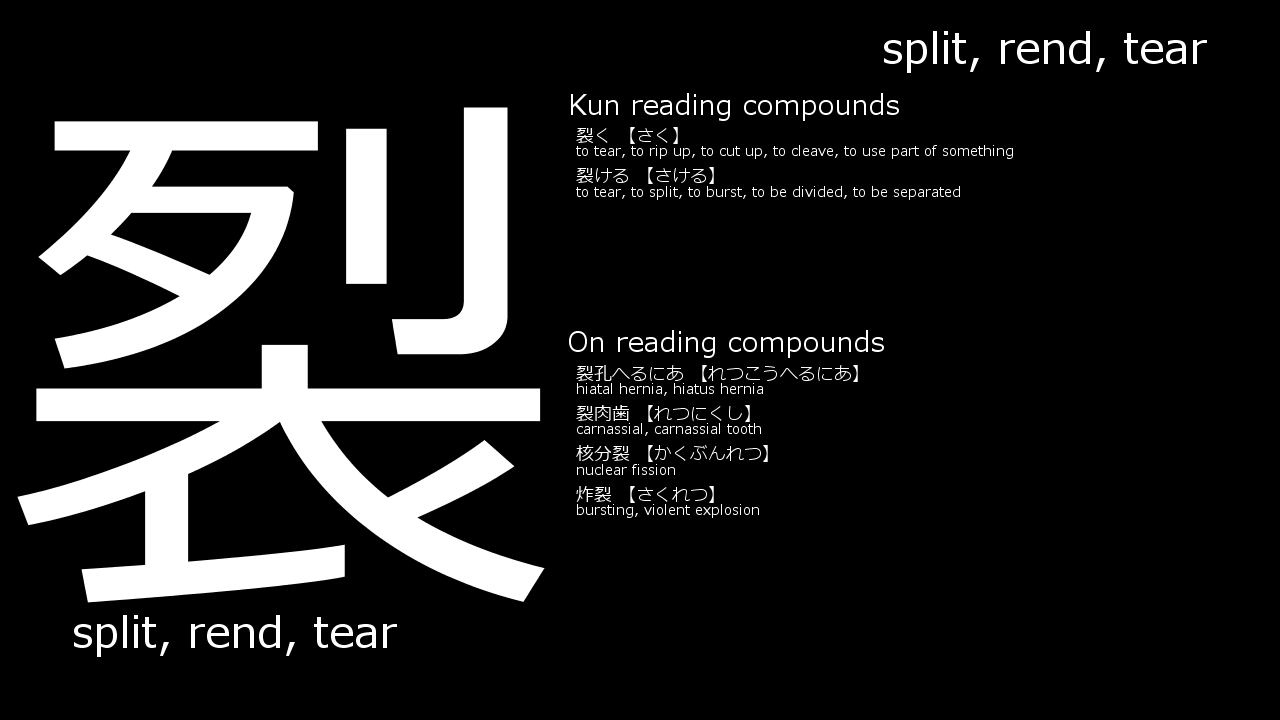 split, rend, tear
裂
Kun reading compounds
裂く 【さく】
to tear, to rip up, to cut up, to cleave, to use part of something
裂ける 【さける】
to tear, to split, to burst, to be divided, to be separated
On reading compounds
裂孔へるにあ 【れつこうへるにあ】
hiatal hernia, hiatus hernia
裂肉歯 【れつにくし】
carnassial, carnassial tooth
核分裂 【かくぶんれつ】
nuclear fission
炸裂 【さくれつ】
bursting, violent explosion
split, rend, tear